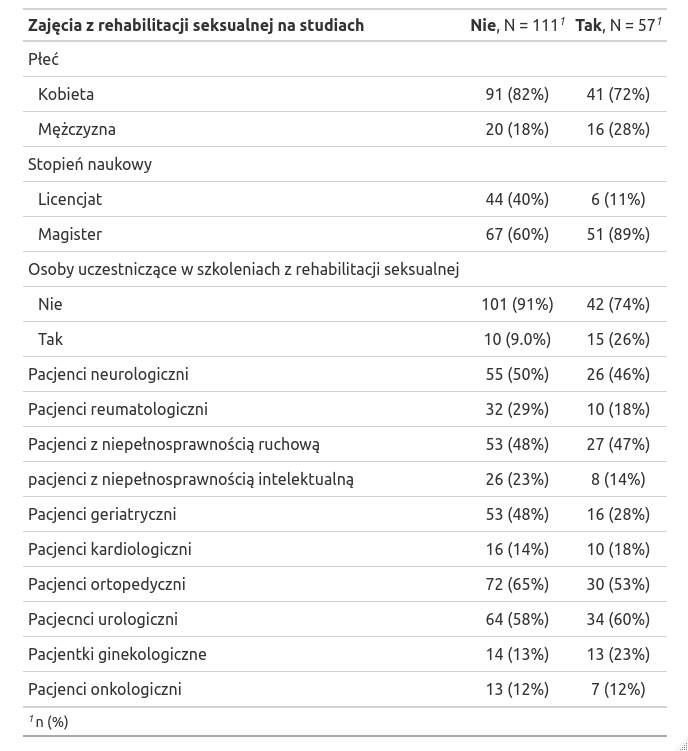 Zajęcia z rehabilitacji seksualnej na studiach Nie, N = 111¹ Tak, N = 57¹
Płeć
Kobieta 91 (82%) 41 (72%)
Mężczyzna 20 (18%) 16 (28%)
Stopień naukowy
Licencjat 44 (40%) 6 (11%)
Magister 67 (60%) 51 (89%)
Osoby uczestniczące w szkoleniach z rehabilitacji seksualnej
Nie 101 (91%) 42 (74%)
Tak 10 (9.0%) 15 (26%)
Pacjenci neurologiczni 55 (50%) 26 (46%)
Pacjenci reumatologiczni 32 (29%) 10 (18%)
Pacjenci z niepełnosprawnością ruchową 53 (48%) 27 (47%)
pacjenci z niepełnosprawnością intelektualną 26 (23%) 8 (14%)
Pacjenci geriatryczni 53 (48%) 16 (28%)
Pacjenci kardiologiczni 16 (14%) 10 (18%)
Pacjenci ortopedyczni 72 (65%) 30 (53%)
Pacjecnci urologiczni 64 (58%) 34 (60%)
Pacjentki ginekologiczne 14 (13%) 13 (23%)
Pacjenci onkologiczni 13 (12%) 7 (12%)
¹ n (%)